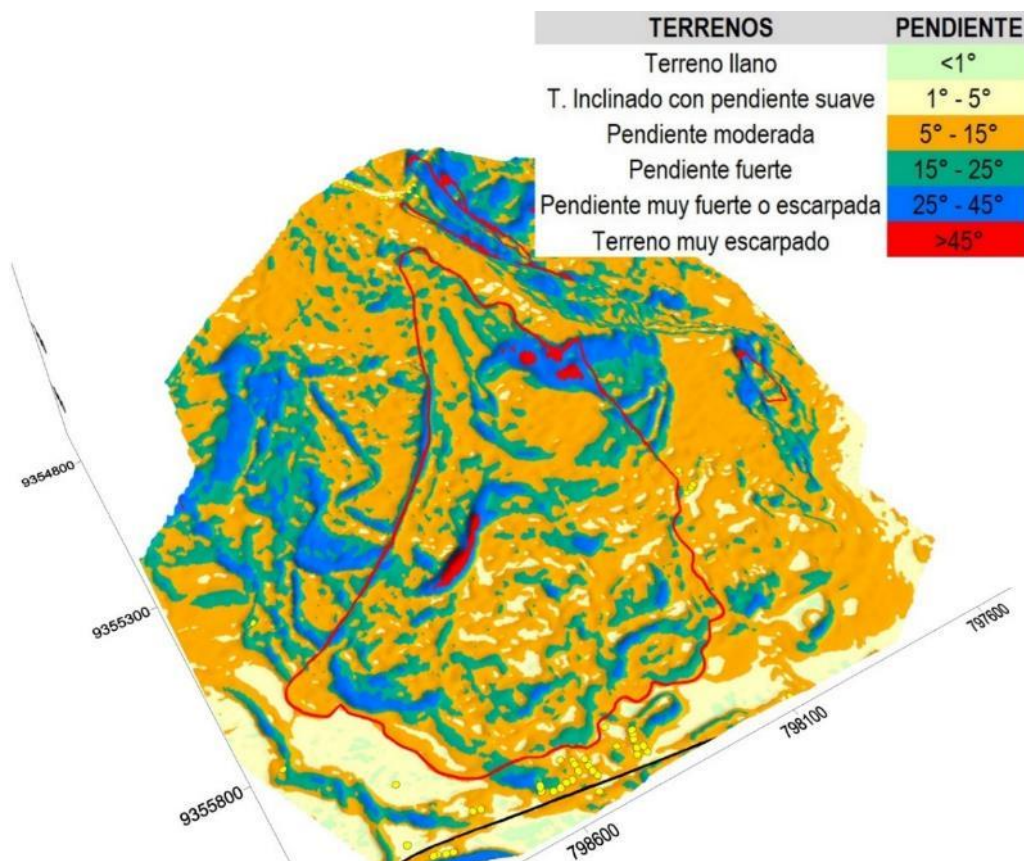 TERRENOS PENDIENTE
Terreno llano <1°
T. Inclinado con pendiente suave 1° - 5°
Pendiente moderada 5° - 15°
Pendiente fuerte 15° - 25°
Pendiente muy fuerte o escarpada 25° - 45°
Terreno muy escarpado >45°
9354800
9355300
9355800
797600
798100
798600